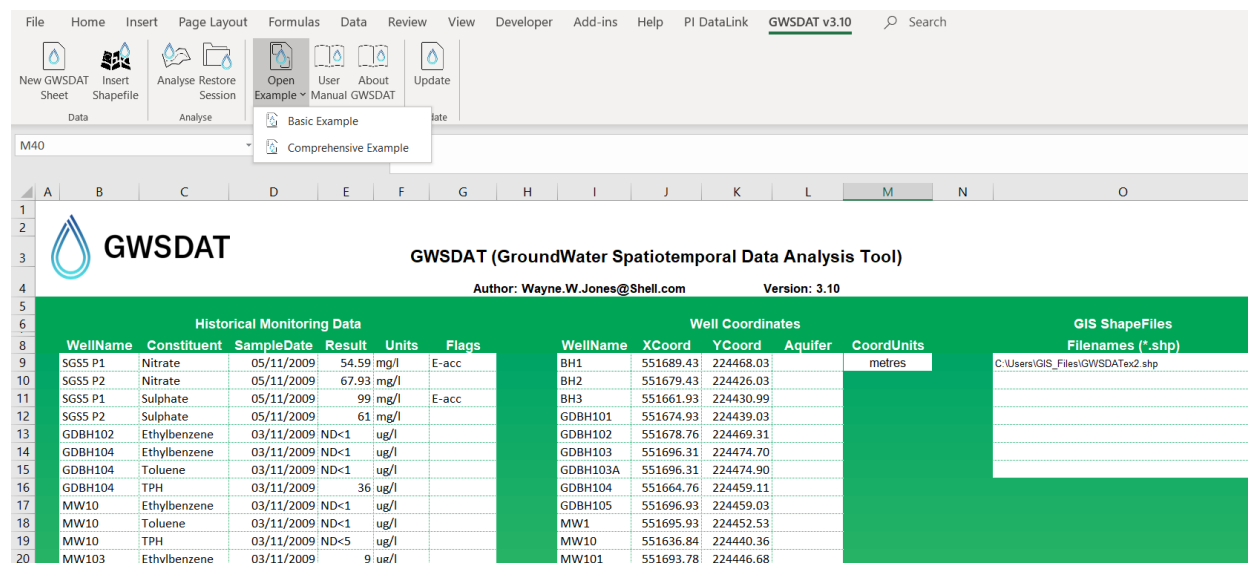 File Home Insert Page Layout Formulas Data Review View Developer Add-ins Help PI DataLink GWSDAT v3.10 Search
New GWSDAT Insert Analyse Restore Open User About Update
Sheet Shapefile Session Example Manual GWSDAT
Data Analyse date
Basic Example
M40
Comprehensive Example
A B C D E F G H I J K L M N O
1
2
GWSDAT
3 GWSDAT (GroundWater Spatiotemporal Data Analysis Tool)
4 Author: Wayne.W.Jones@Shell.com Version: 3.10
5
6 Historical Monitoring Data Well Coordinates GIS ShapeFiles
8 WellName Constituent SampleDate Result Units Flags WellName XCoord YCoord Aquifer CoordUnits Filenames (*.shp)
9 SGS5 P1 Nitrate 05/11/2009 54.59 mg/l E-acc BH1 551689.43 224468.03 metres C:\Users\GIS_Files\GWSDATex2.shp
10 SGS5 P2 Nitrate 05/11/2009 67.93 mg/l BH2 551679.43 224426.03
11 SGS5 P1 Sulphate 05/11/2009 99 mg/l E-acc BH3 551661.93 224430.99
12 SGS5 P2 Sulphate 05/11/2009 61 mg/l GDBH101 551674.93 224439.03
13 GDBH102 Ethylbenzene 03/11/2009 ND<1 ug/l GDBH102 551678.76 224469.31
14 GDBH104 Ethylbenzene 03/11/2009 ND<1 ug/l GDBH103 551696.31 224474.70
15 GDBH104 Toluene 03/11/2009 ND<1 ug/l GDBH103A 551696.31 224474.90
16 GDBH104 TPH 03/11/2009 36 ug/l GDBH104 551664.76 224459.11
17 MW10 Ethylbenzene 03/11/2009 ND<1 ug/l GDBH105 551696.93 224459.03
18 MW10 Toluene 03/11/2009 ND<1 ug/l MW1 551695.93 224452.53
19 MW10 TPH 03/11/2009 ND<5 ug/l MW10 551636.84 224440.36
20 MW103 Ethylbenzene 03/11/2009 9 ug/l MW101 551693.78 224446.68